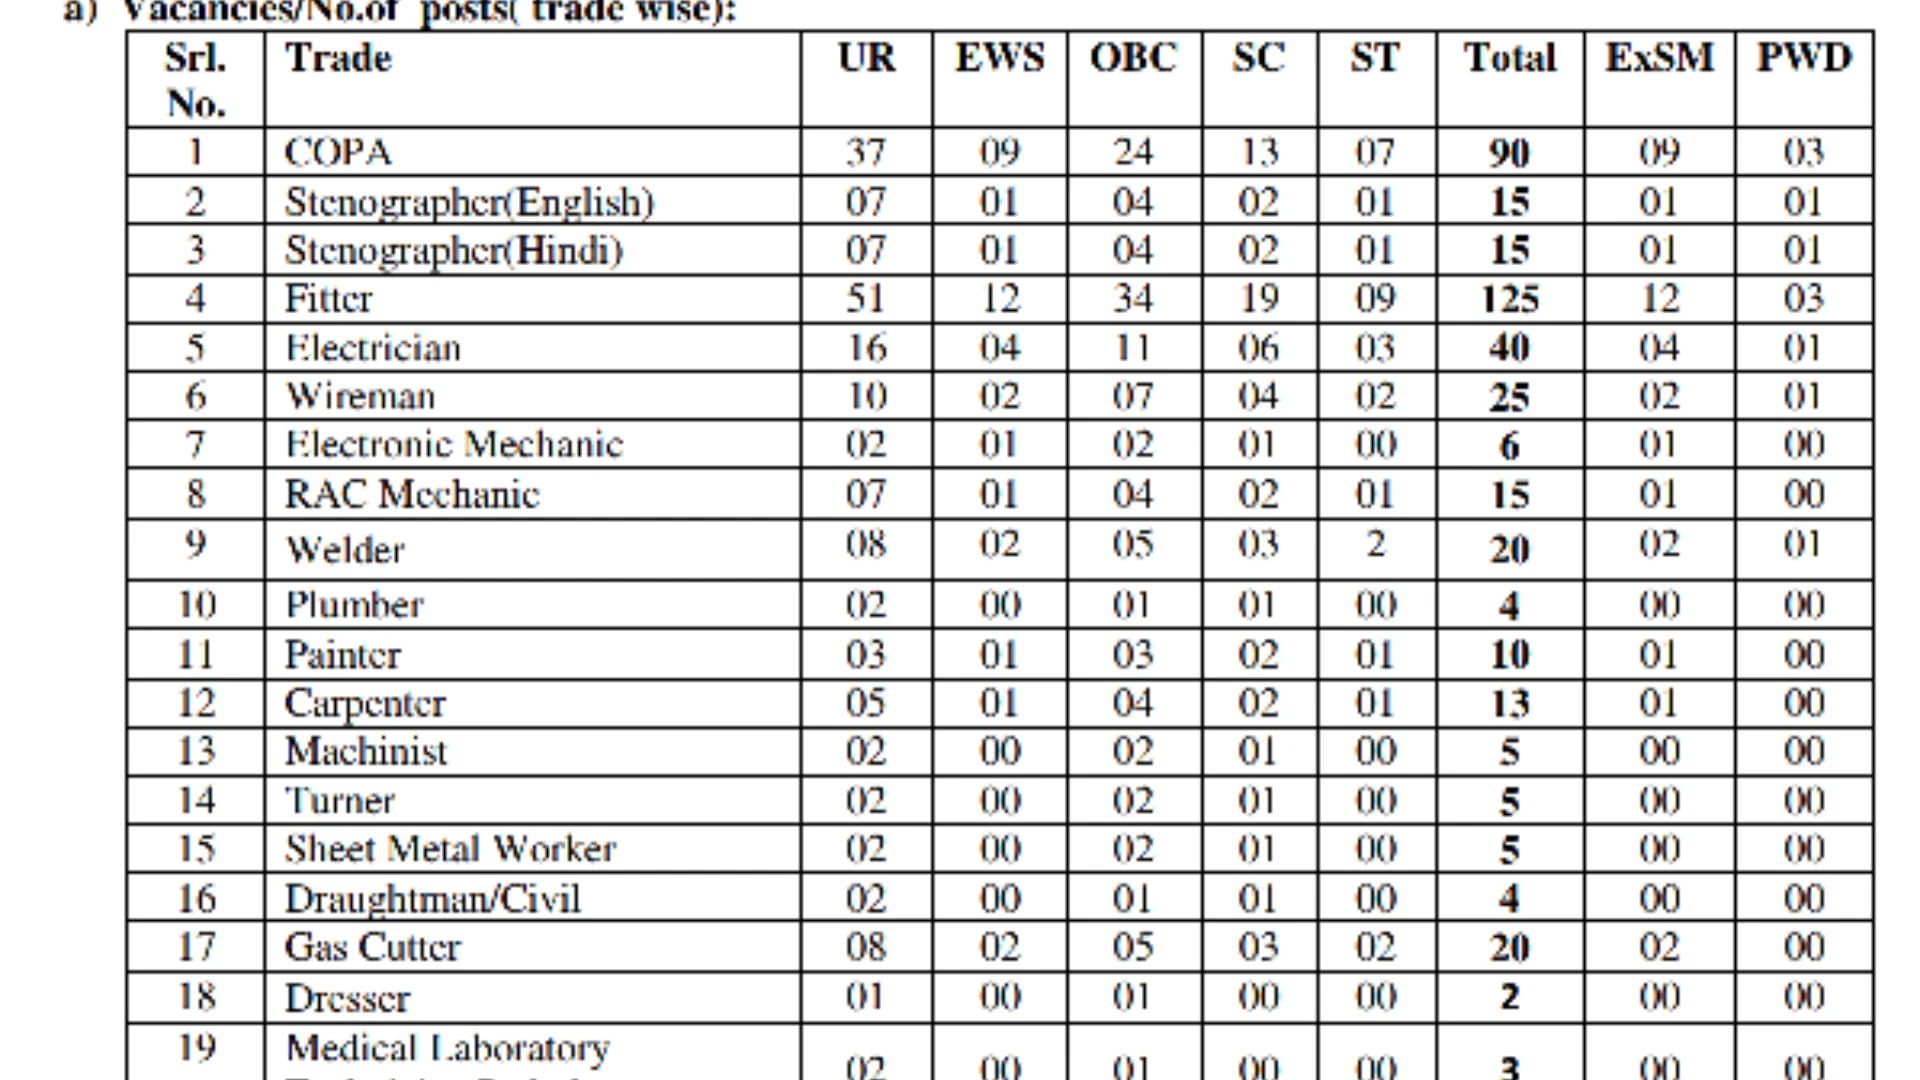 a) Vacancies/No.of posts( trade wise):
Srl. No. Trade UR EWS OBC SC ST Total ExSM PWD
1 COPA 37 09 24 13 07 90 09 03
2 Stenographer(English) 07 01 04 02 01 15 01 01
3 Stenographer(Hindi) 07 01 04 02 01 15 01 01
4 Fitter 51 12 34 19 09 125 12 03
5 Electrician 16 04 11 06 03 40 04 01
6 Wireman 10 02 07 04 02 25 02 01
7 Electronic Mechanic 02 01 02 01 00 6 01 00
8 RAC Mechanic 07 01 04 02 01 15 01 00
9 Welder 08 02 05 03 2 20 02 01
10 Plumber 02 00 01 01 00 4 00 00
11 Painter 03 01 03 02 01 10 01 00
12 Carpenter 05 01 04 02 01 13 01 00
13 Machinist 02 00 02 01 00 5 00 00
14 Turner 02 00 02 01 00 5 00 00
15 Sheet Metal Worker 02 00 02 01 00 5 00 00
16 Draughtman/Civil 02 00 01 01 00 4 00 00
17 Gas Cutter 08 02 05 03 02 20 02 00
18 Dresser 01 00 01 00 00 2 00 00
19 Medical Laboratory 02 00 01 00 00 3 00 00